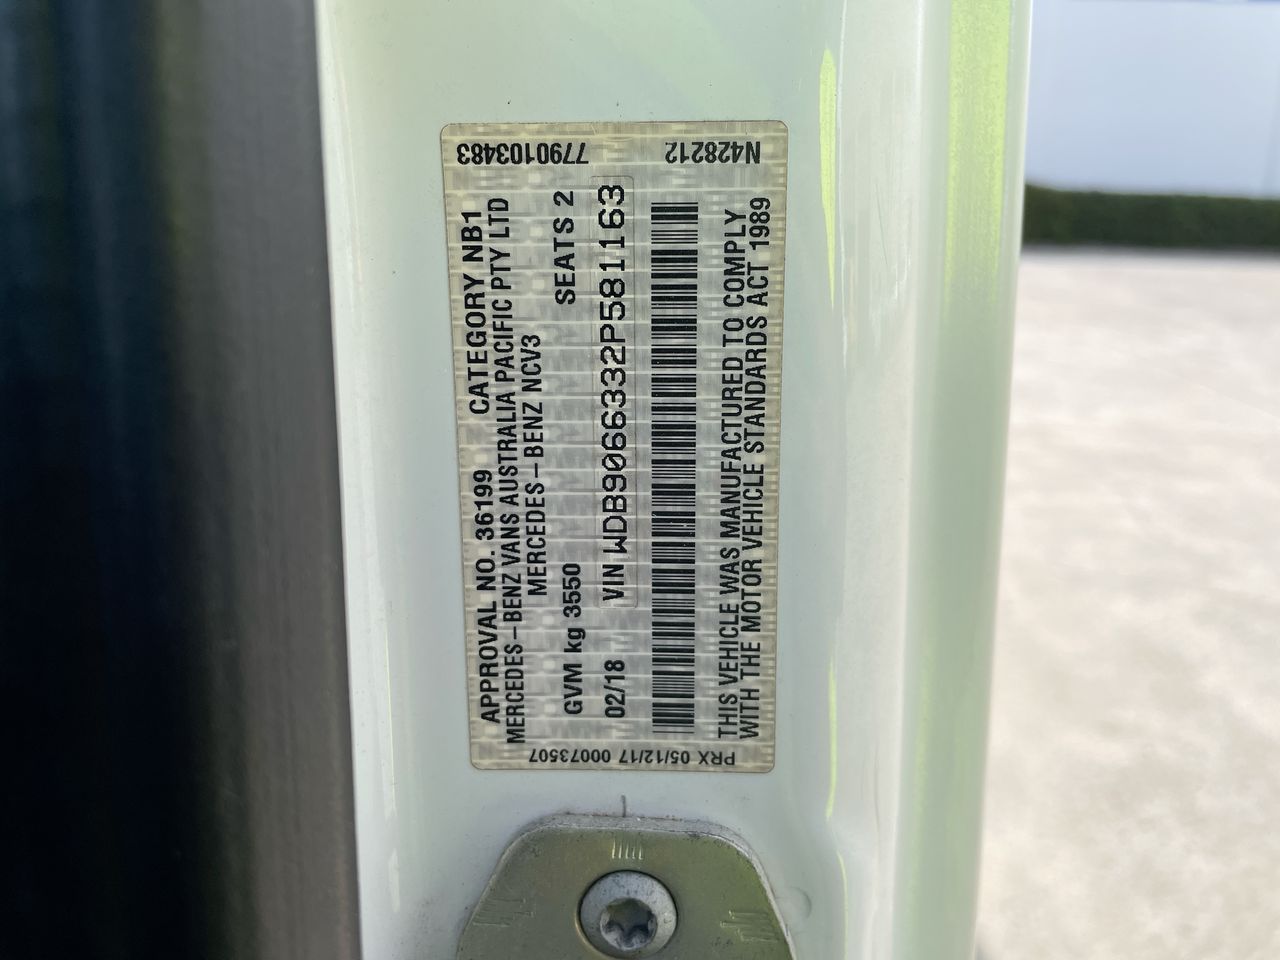 7790103483
N428212
APPROVAL NO. 36199 CATEGORY NB1
MERCEDES-BENZ VANS AUSTRALIA PACIFIC PTY LTD
MERCEDES-BENZ NCV3
GVM kg 3550 SEATS 2
02/18 VIN WDB9066332P581163
THIS VEHICLE WAS MANUFACTURED TO COMPLY
WITH THE MOTOR VEHICLE STANDARDS ACT 1989
PRX 05/12/17 00073507